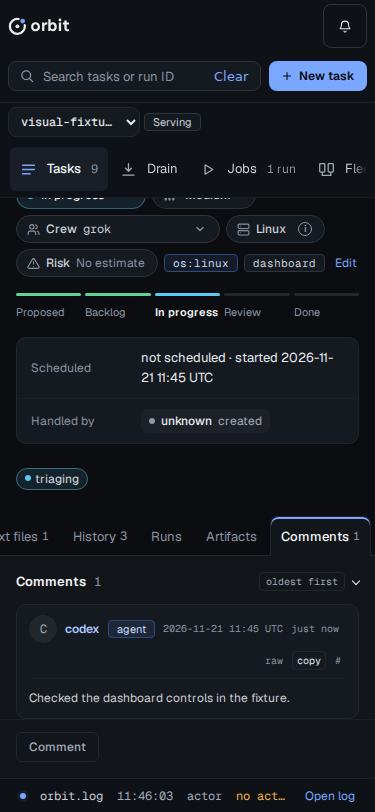 orbit
Search tasks or run ID Clear
+ New task
visual-fixtu… Serving
Tasks 9 Drain Jobs 1 run Fle
In progress Medium
Crew grok Linux
Risk No estimate os:linux dashboard Edit
Proposed Backlog In progress Review Done
Scheduled not scheduled · started 2026-11-
21 11:45 UTC
Handled by unknown created
triaging
xt files 1 History 3 Runs Artifacts Comments 1
Comments 1 oldest first
C codex agent 2026-11-21 11:45 UTC just now
raw copy #
Checked the dashboard controls in the fixture.
Comment
orbit.log 11:46:03 actor no act… Open log